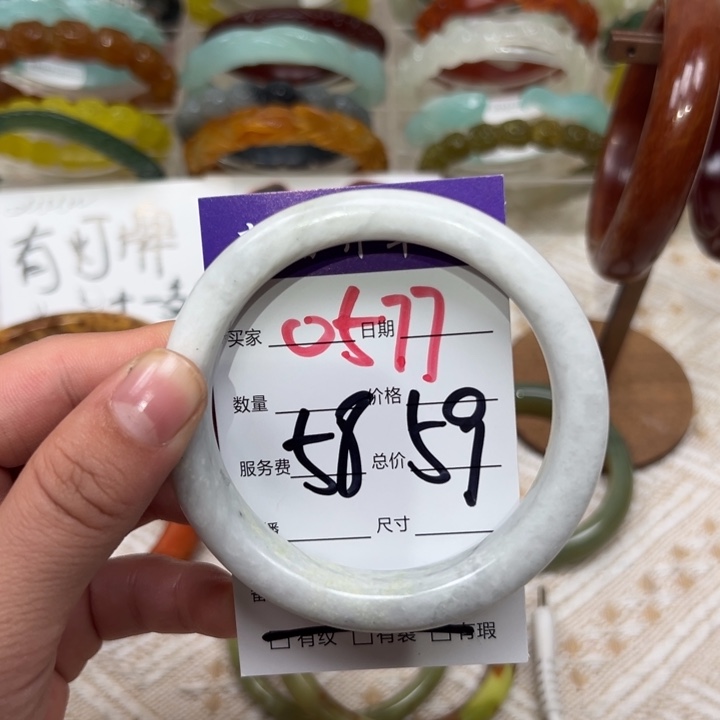 有灯牌
买家 0577 日期
数量 价格
服务费 58 总价 59
播 尺寸
□有纹 □有裂 □有瑕